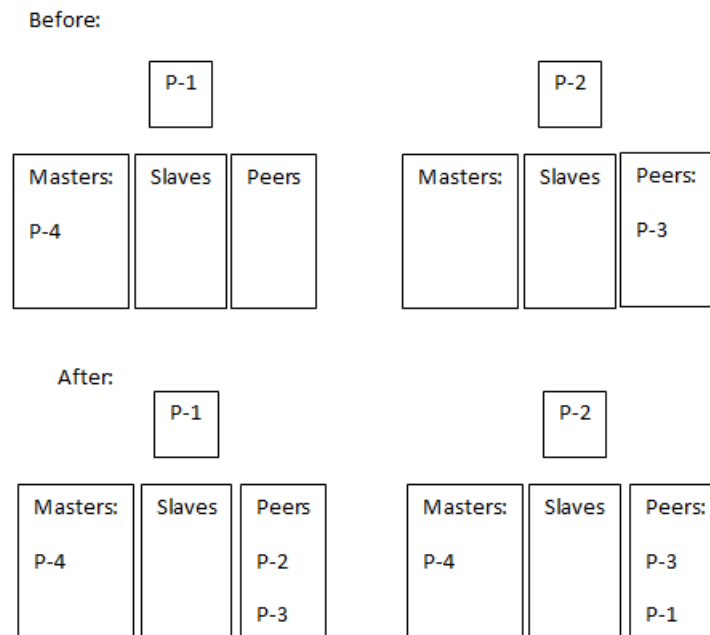 Before:
P-1
P-2
Masters:
P-4
Slaves
Peers
Masters:
Slaves
Peers:
P-3
After:
P-1
P-2
Masters:
P-4
Slaves
Peers
P-2
P-3
Masters:
P-4
Slaves
Peers:
P-3
P-1